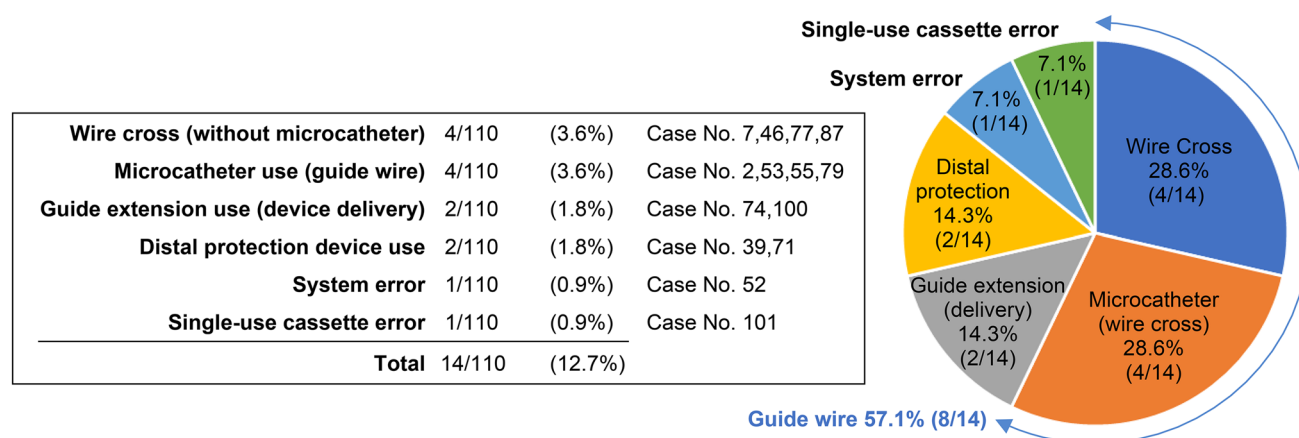 Wire cross (without microcatheter) 4/110 (3.6%) Case No. 7,46,77,87
Microcatheter use (guide wire) 4/110 (3.6%) Case No. 2,53,55,79
Guide extension use (device delivery) 2/110 (1.8%) Case No. 74,100
Distal protection device use 2/110 (1.8%) Case No. 39,71
System error 1/110 (0.9%) Case No. 52
Single-use cassette error 1/110 (0.9%) Case No. 101
Total 14/110 (12.7%)
Single-use cassette error
7.1%
(1/14)
System error
7.1%
(1/14)
Wire Cross
28.6%
(4/14)
Distal
protection
14.3%
(2/14)
Guide extension
(delivery)
14.3%
(2/14)
Microcatheter
(wire cross)
28.6%
(4/14)
Guide wire 57.1% (8/14)